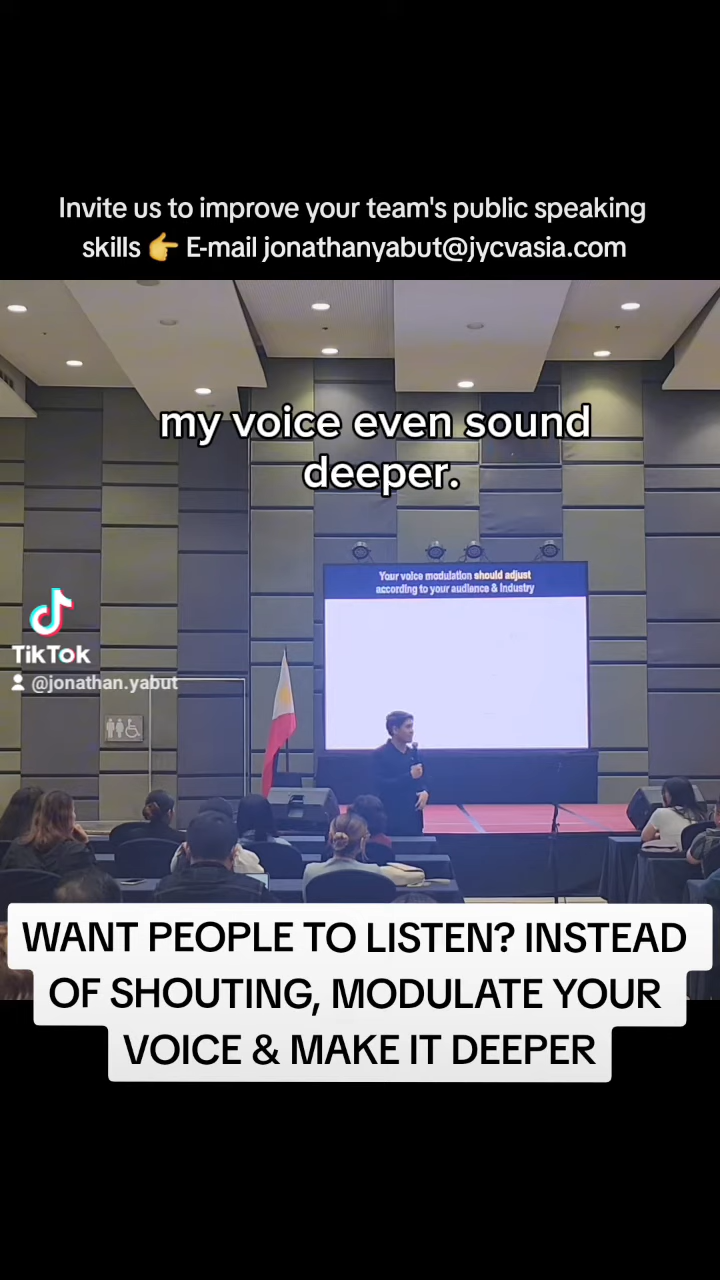 Invite us to improve your team's public speaking
skills 👉 E-mail jonathanyabut@jycvasia.com
my voice even sound
deeper.
Your voice modulation should adjust
according to your audience & industry
TikTok
@jonathan.yabut
WANT PEOPLE TO LISTEN? INSTEAD
OF SHOUTING, MODULATE YOUR
VOICE & MAKE IT DEEPER